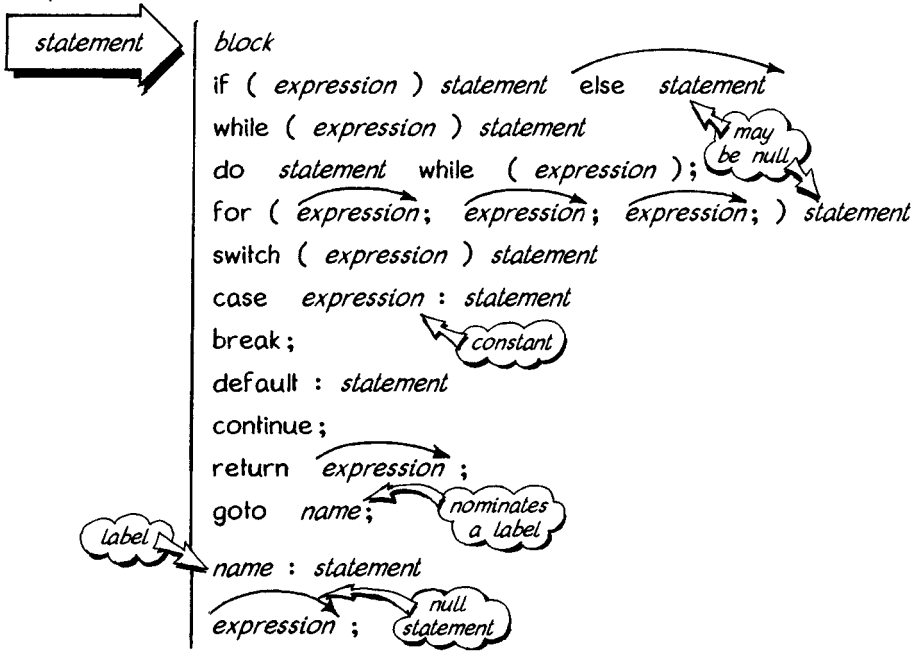 statement
block
if ( expression ) statement else statement
may
be null
while ( expression ) statement
do statement while ( expression );
for ( expression; expression; expression; ) statement
switch ( expression ) statement
case expression : statement
constant
break;
default : statement
continue;
return expression ;
goto name;
nominates
a label
label
name : statement
expression ;
null
statement